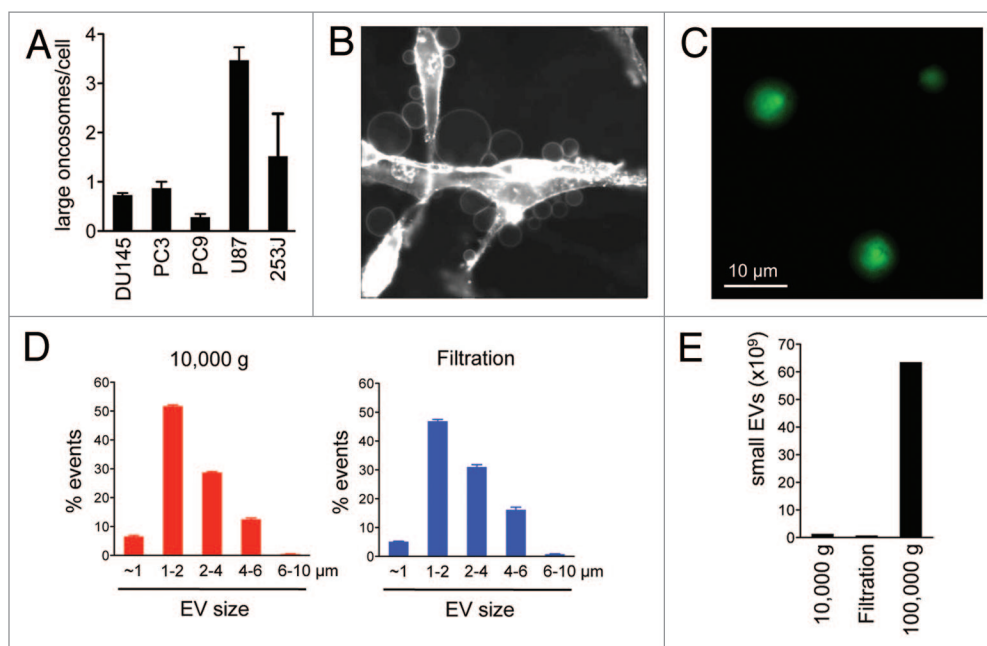 A
large oncosomes/cell
4
3
2
1
0
DU145
PC3
PC9
U87
253J
B
C
10 µm
D
10,000 g
% events
60
50
40
30
20
10
0
~1 1-2 2-4 4-6 6-10 µm
EV size
Filtration
% events
60
50
40
30
20
10
0
~1 1-2 2-4 4-6 6-10 µm
EV size
E
small EVs (x10⁹)
70
60
50
40
30
20
10
0
10,000 g
Filtration
100,000 g